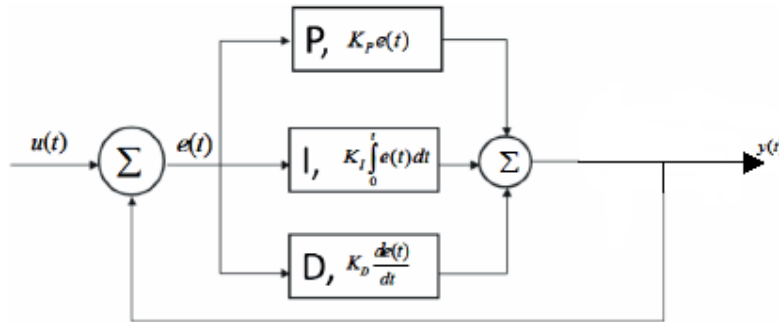 P, K_P e(t)
u(t)
Σ
e(t)
I, K_I ∫_0^t e(t)dt
Σ
y(t
D, K_D de(t)/dt